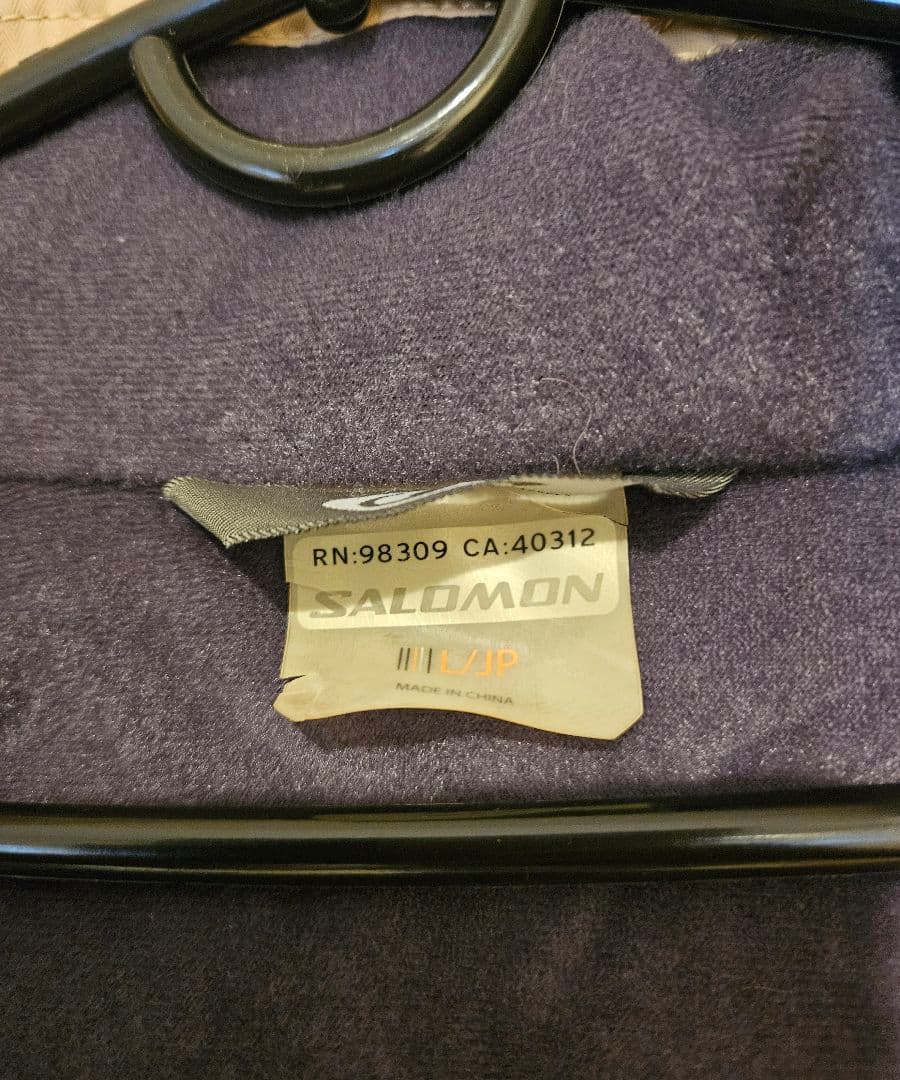 RN:98309 CA:40312
SALOMON
L/JP
MADE IN CHINA